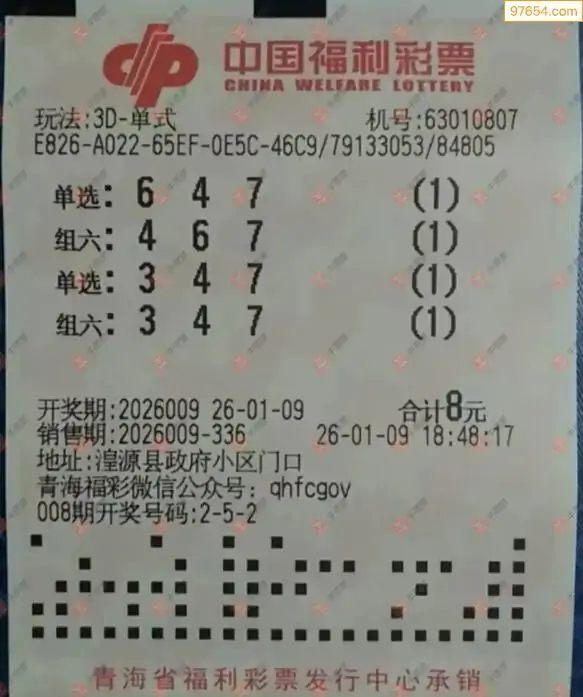 97654.com
中国福利彩票
CHINA WELFARE LOTTERY
玩法:3D-单式 机号:63010807
E826-A022-65EF-0E5C-46C9/79133053/84805
单选: 6 4 7 (1)
组六: 4 6 7 (1)
单选: 3 4 7 (1)
组六: 3 4 7 (1)
开奖期:2026009 26-01-09 合计8元
销售期:2026009-336 26-01-09 18:48:17
地址:湟源县政府小区门口
青海福彩微信公众号: qhfcgov
008期开奖号码:2-5-2
青海省福利彩票发行中心承销